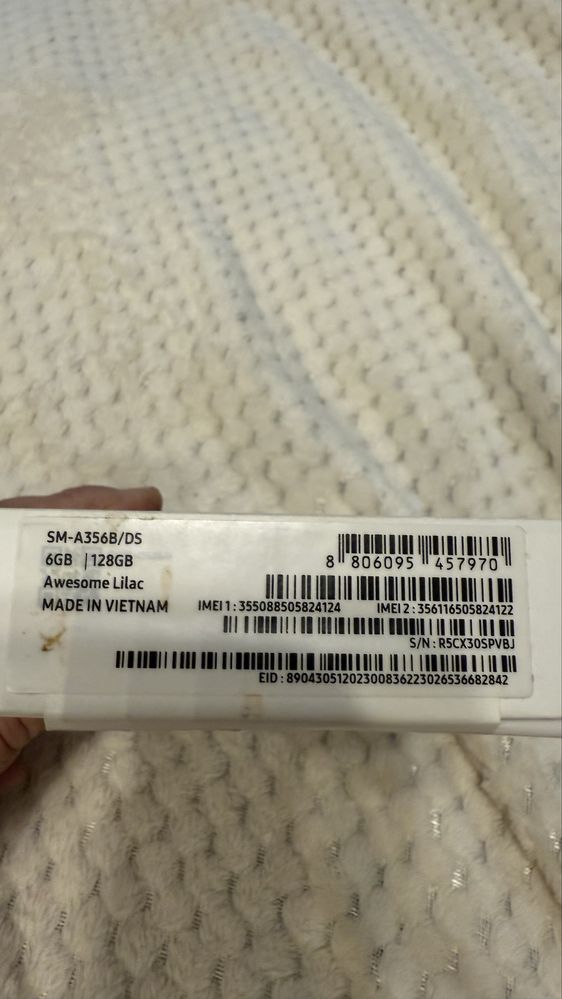 SM-A356B/DS
6GB | 128GB
Awesome Lilac
MADE IN VIETNAM
8 806095 457970
IMEI 1 : 355088505824124 IMEI 2 : 356116505824122
S/N : R5CX30SPVBJ
EID : 89043051202300836223026536682842